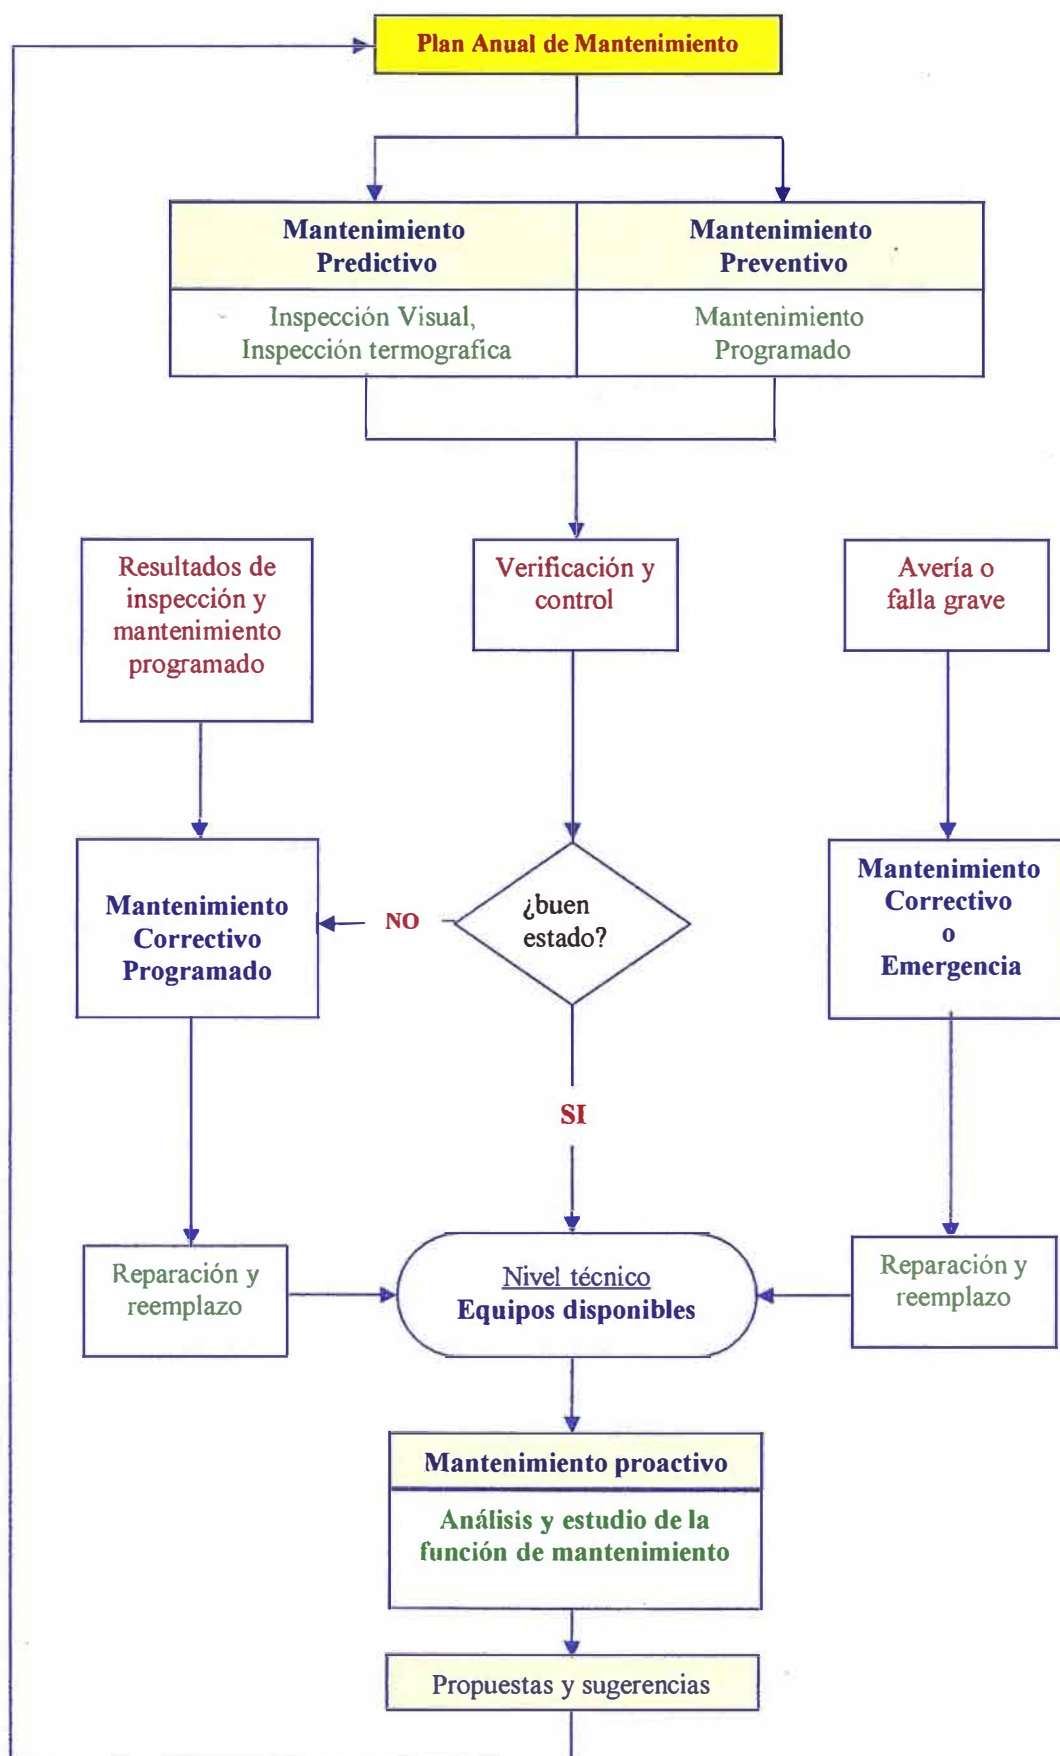 Plan Anual de Mantenimiento
Mantenimiento
Predictivo
Mantenimiento
Preventivo
Inspección Visual,
Inspección termografica
Mantenimiento
Programado
Resultados de
inspección y
mantenimiento
programado
Verificación y
control
Avería o
falla grave
Mantenimiento
Correctivo
Programado
NO
¿buen
estado?
Mantenimiento
Correctivo
o
Emergencia
SI
Reparación y
reemplazo
Nivel técnico
Equipos disponibles
Reparación y
reemplazo
Mantenimiento proactivo
Análisis y estudio de la
función de mantenimiento
Propuestas y sugerencias